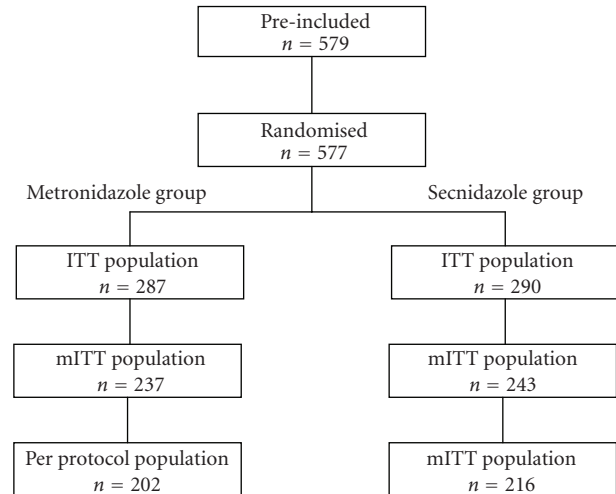 Pre-included
n = 579
Randomised
n = 577
Metronidazole group
Secnidazole group
ITT population
n = 287
ITT population
n = 290
mITT population
n = 237
mITT population
n = 243
Per protocol population
n = 202
mITT population
n = 216